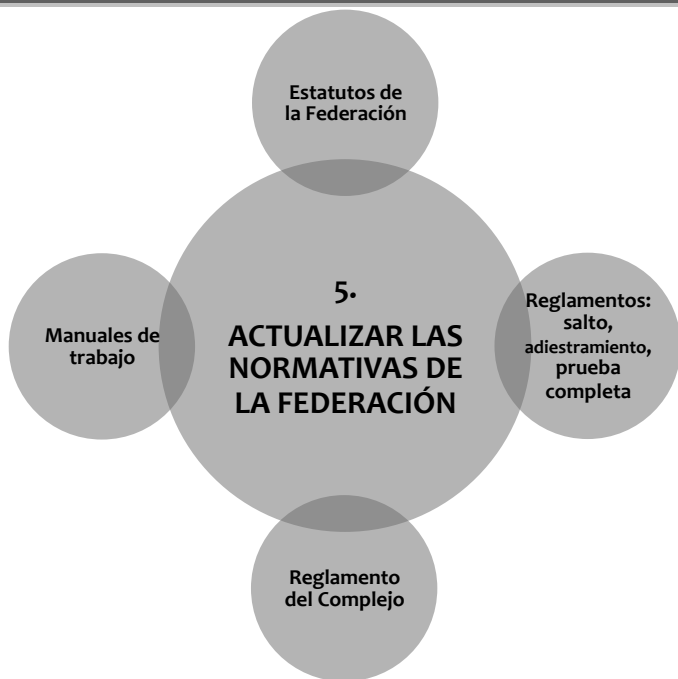 Estatutos de
la Federación
5.
ACTUALIZAR LAS
NORMATIVAS DE
LA FEDERACIÓN
Manuales de
trabajo
Reglamentos:
salto,
adiestramiento,
prueba
completa
Reglamento
del Complejo